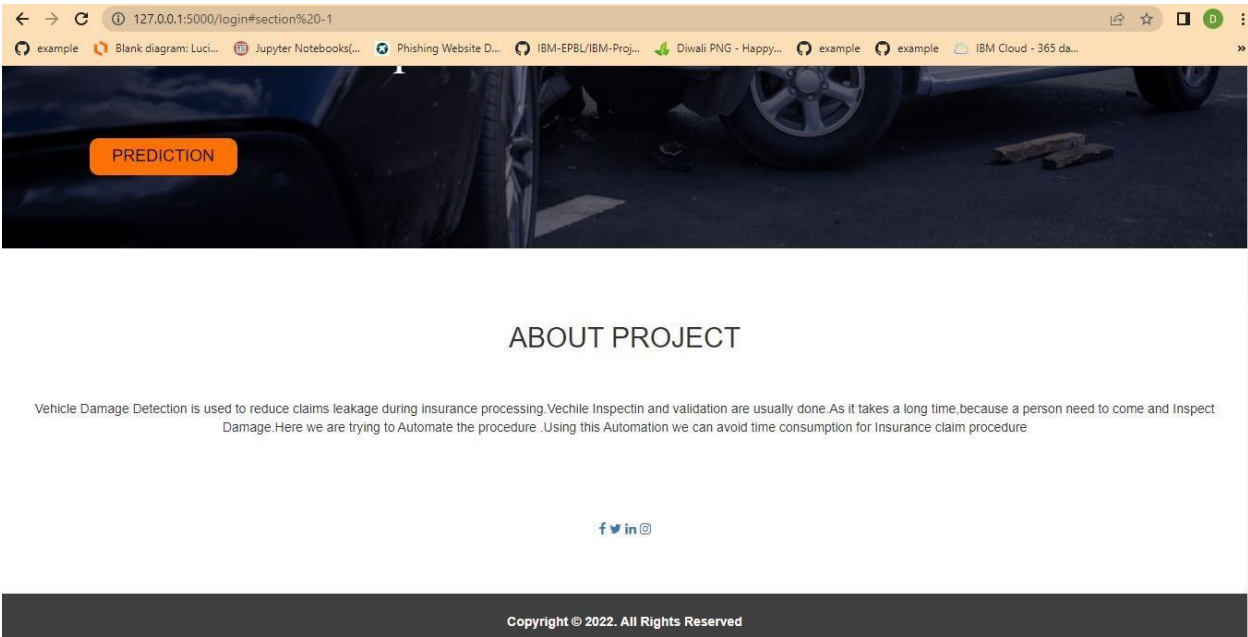 127.0.0.1:5000/login#section%20-1
D
example Blank diagram: Luci... Jupyter Notebooks(... Phishing Website D... IBM-EPBL/IBM-Proj... Diwali PNG - Happy... example example IBM Cloud - 365 da... »
PREDICTION
ABOUT PROJECT
Vehicle Damage Detection is used to reduce claims leakage during insurance processing.Vechile Inspectin and validation are usually done.As it takes a long time,because a person need to come and Inspect
Damage.Here we are trying to Automate the procedure .Using this Automation we can avoid time consumption for Insurance claim procedure
Copyright © 2022. All Rights Reserved